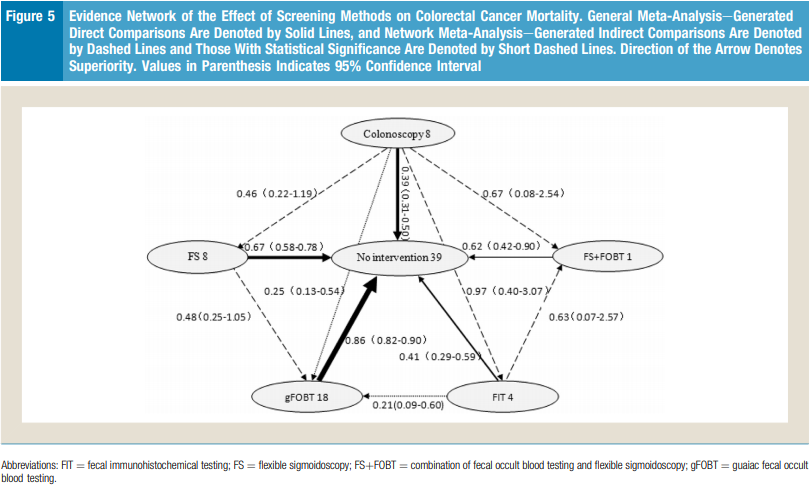 Figure 5
Evidence Network of the Effect of Screening Methods on Colorectal Cancer Mortality. General Meta-Analysis—Generated
Direct Comparisons Are Denoted by Solid Lines, and Network Meta-Analysis—Generated Indirect Comparisons Are Denoted
by Dashed Lines and Those With Statistical Significance Are Denoted by Short Dashed Lines. Direction of the Arrow Denotes
Superiority. Values in Parenthesis Indicates 95% Confidence Interval
Colonoscopy 8
0.46 (0.22-1.19)
0.39 (0.31-0.50)
0.67 (0.08-2.54)
0.67 (0.58-0.78)
0.62 (0.42-0.90)
FS 8
No intervention 39
FS+FOBT 1
0.25 (0.13-0.54)
0.97 (0.40-3.07)
0.48(0.25-1.05)
0.63(0.07-2.57)
0.86 (0.82-0.90)
0.41 (0.29-0.59)
gFOBT 18
0.21(0.09-0.60)
FIT 4
Abbreviations: FIT = fecal immunohistochemical testing; FS = flexible sigmoidoscopy; FS+FOBT = combination of fecal occult blood testing and flexible sigmoidoscopy; gFOBT = guaiac fecal occult
blood testing.